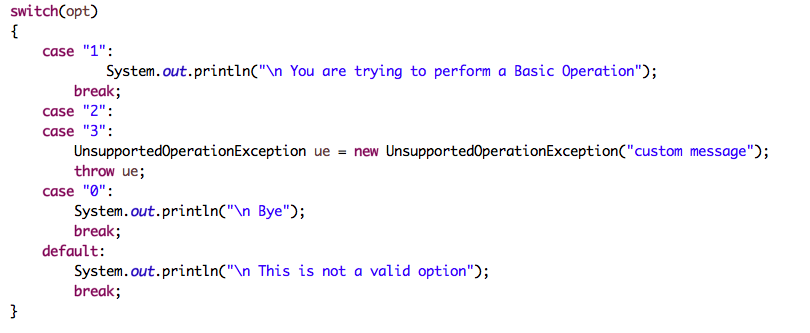 switch(opt)
{
    case "1":
            System.out.println("\n You are trying to perform a Basic Operation");
        break;
    case "2":
    case "3":
        UnsupportedOperationException ue = new UnsupportedOperationException("custom message");
        throw ue;
    case "0":
        System.out.println("\n Bye");
        break;
    default:
        System.out.println("\n This is not a valid option");
        break;
}